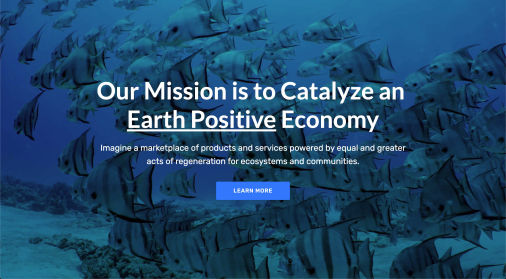 Our Mission is to Catalyze an
Earth Positive Economy
Imagine a marketplace of products and services powered by equal and greater
acts of regeneration for ecosystems and communities.
LEARN MORE